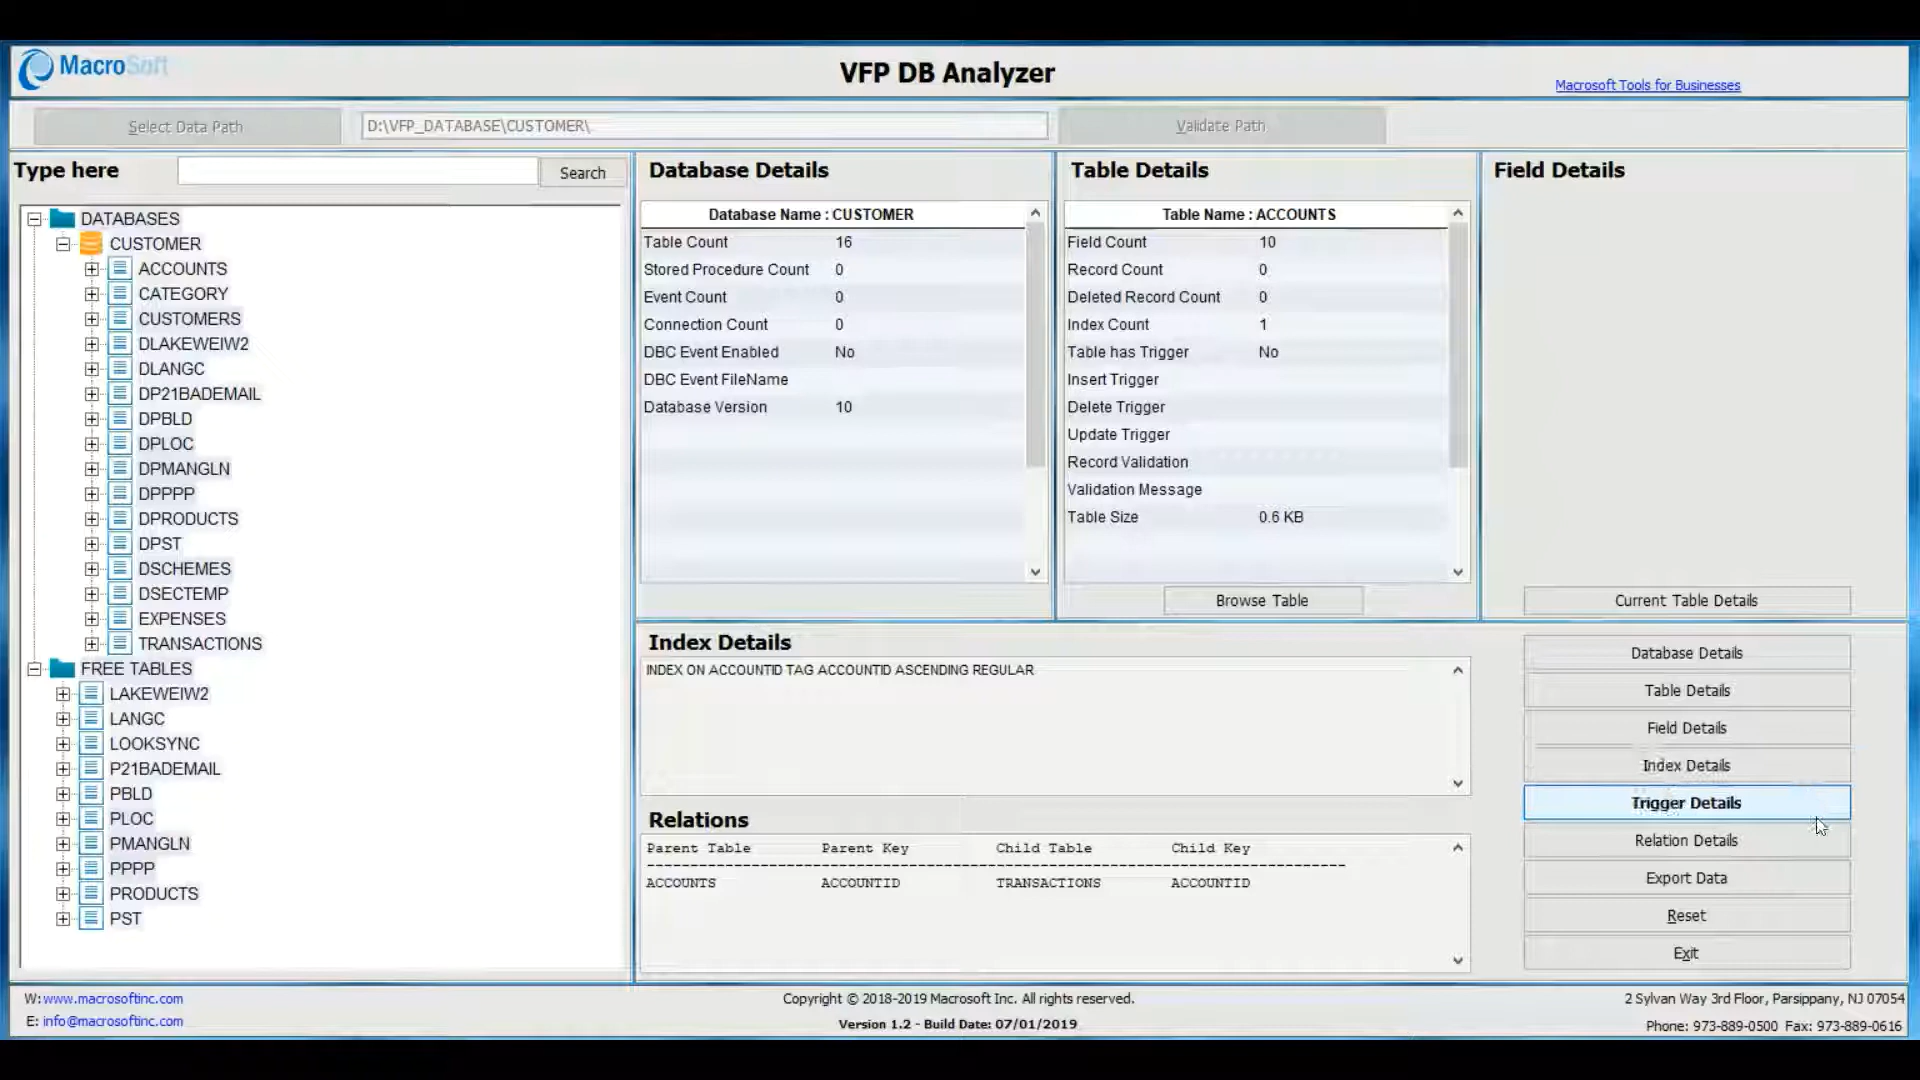 MacroSoft
VFP DB Analyzer
Macrosoft Tools for Businesses
Select Data Path
D:\VFP_DATABASE\CUSTOMER\
Validate Path
Type here
Search
DATABASES
CUSTOMER
ACCOUNTS
CATEGORY
CUSTOMERS
DLAKEWEIW2
DLANGC
DP21BADEMAIL
DPBLD
DPLOC
DPMANGLN
DPPPP
DPRODUCTS
DPST
DSCHEMES
DSECTEMP
EXPENSES
TRANSACTIONS
FREE TABLES
LAKEWEIW2
LANGC
LOOKSYNC
P21BADEMAIL
PBLD
PLOC
PMANGLN
PPPP
PRODUCTS
PST
Database Details
Database Name : CUSTOMER
Table Count 16
Stored Procedure Count 0
Event Count 0
Connection Count 0
DBC Event Enabled No
DBC Event FileName
Database Version 10
Table Details
Table Name : ACCOUNTS
Field Count 10
Record Count 0
Deleted Record Count 0
Index Count 1
Table has Trigger No
Insert Trigger
Delete Trigger
Update Trigger
Record Validation
Validation Message
Table Size 0.6 KB
Browse Table
Field Details
Current Table Details
Index Details
INDEX ON ACCOUNTID TAG ACCOUNTID ASCENDING REGULAR
Relations
Parent Table Parent Key Child Table Child Key
--------------------------------------------------------------------------------
ACCOUNTS ACCOUNTID TRANSACTIONS ACCOUNTID
Database Details
Table Details
Field Details
Index Details
Trigger Details
Relation Details
Export Data
Reset
Exit
W: www.macrosoftinc.com
E: info@macrosoftinc.com
Copyright © 2018-2019 Macrosoft Inc. All rights reserved.
Version 1.2 - Build Date: 07/01/2019
2 Sylvan Way 3rd Floor, Parsippany, NJ 07054
Phone: 973-889-0500 Fax: 973-889-0616